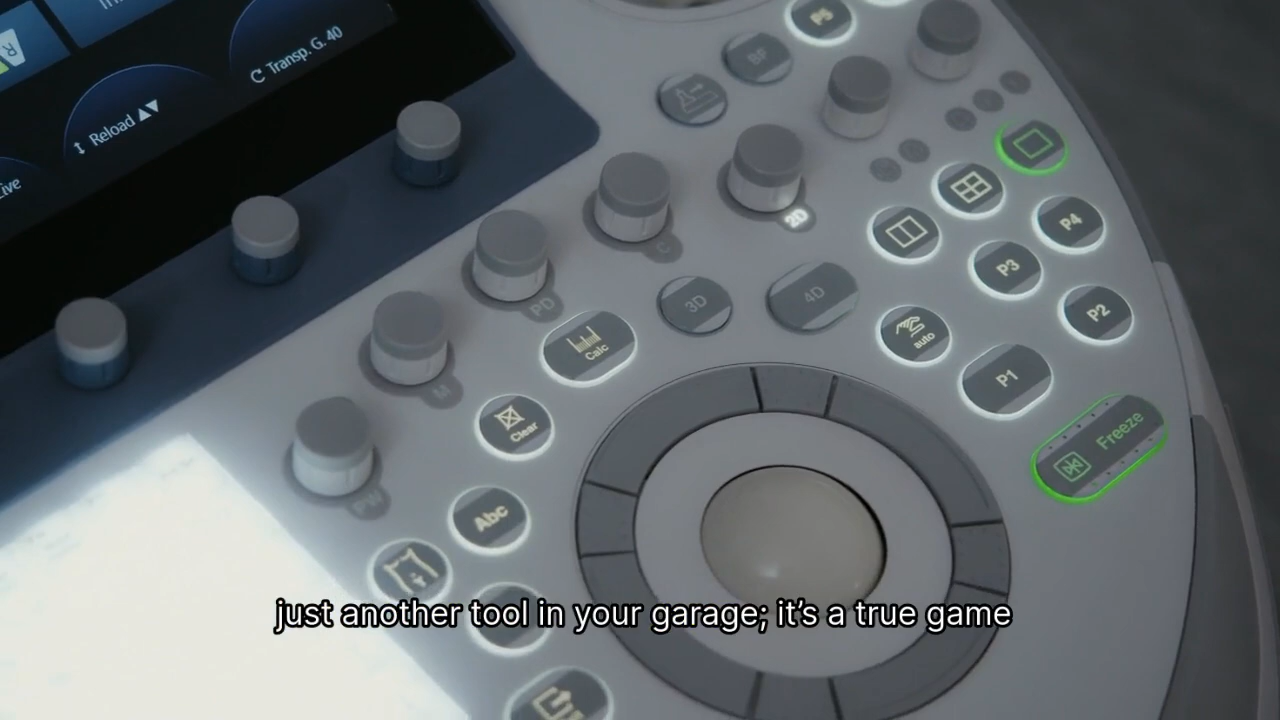 C Transp. G. 40
Reload ▲▼
Live
P5
BF
2D
C
PD
M
PW
3D
4D
Calc
Clear
Abc
auto
P4
P3
P2
P1
Freeze
just another tool in your garage; it's a true game